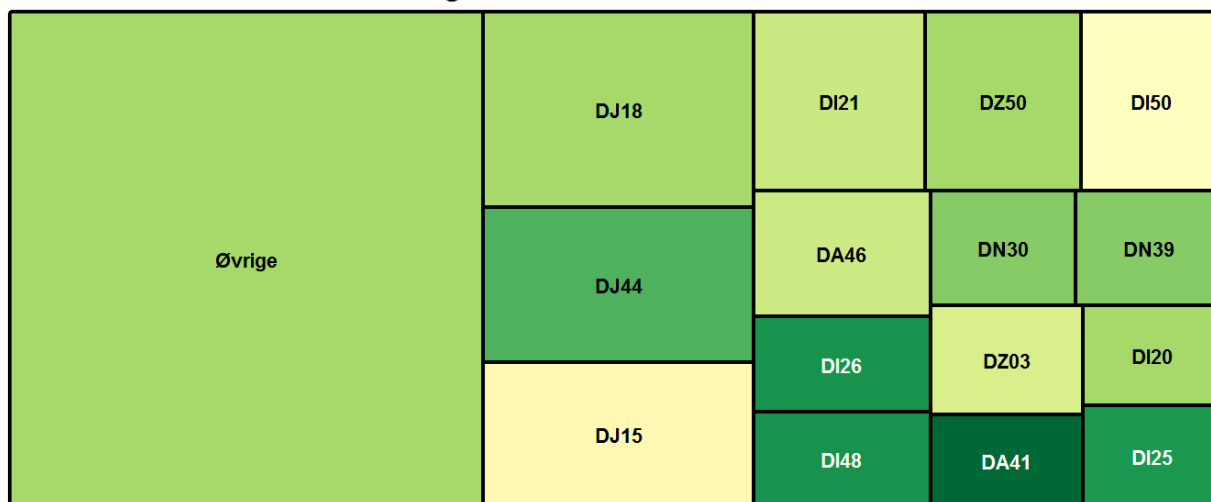 Øvrige
DJ18
DJ44
DJ15
DI21
DZ50
DI50
DA46
DN30
DN39
DI26
DZ03
DI20
DI48
DA41
DI25